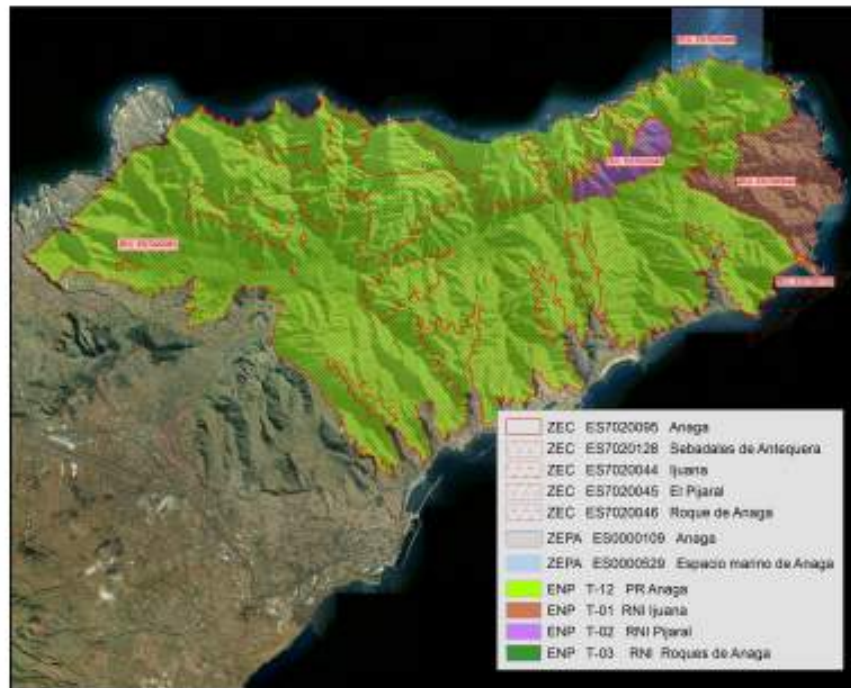 ZEC ES7020095 Anaga
ZEC ES7020128 Sebadales de Antequera
ZEC ES7020044 Ijuana
ZEC ES7020045 El Pijaral
ZEC ES7020046 Roque de Anaga
ZEPA ES0000109 Anaga
ZEPA ES0000529 Espacio marino de Anaga
ENP T-12 PR Anaga
ENP T-01 RNI Ijuana
ENP T-02 RNI Pijaral
ENP T-03 RNI Roques de Anaga